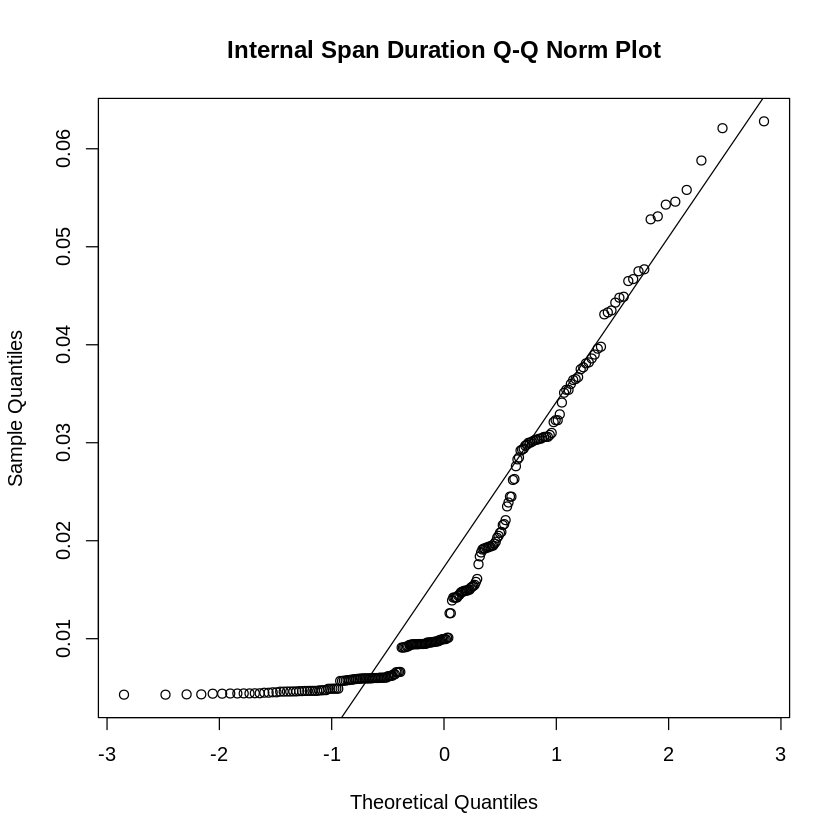 Internal Span Duration Q-Q Norm Plot
Sample Quantiles
0.06
0.05
0.04
0.03
0.02
0.01
-3 -2 -1 0 1 2 3
Theoretical Quantiles